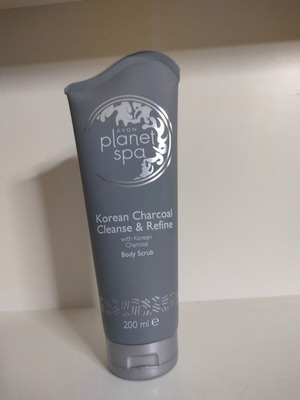 AVON
planet
spa
Korean Charcoal
Cleanse & Refine
with Korean
Charcoal
Body Scrub
200 ml e